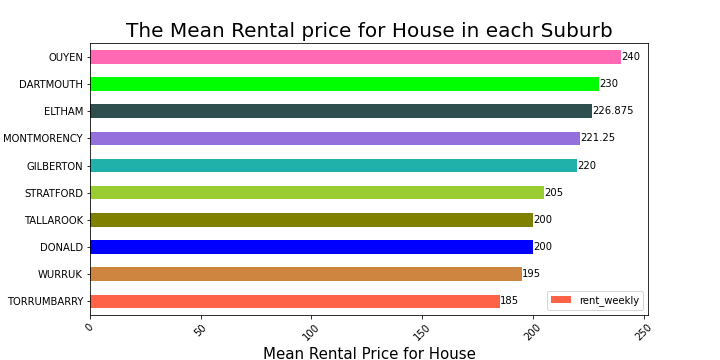 The Mean Rental price for House in each Suburb
OUYEN 240
DARTMOUTH 230
ELTHAM 226.875
MONTMORENCY 221.25
GILBERTON 220
STRATFORD 205
TALLAROOK 200
DONALD 200
WURRUK 195
TORRUMBARRY 185 rent_weekly
0 50 100 150 200 250
Mean Rental Price for House